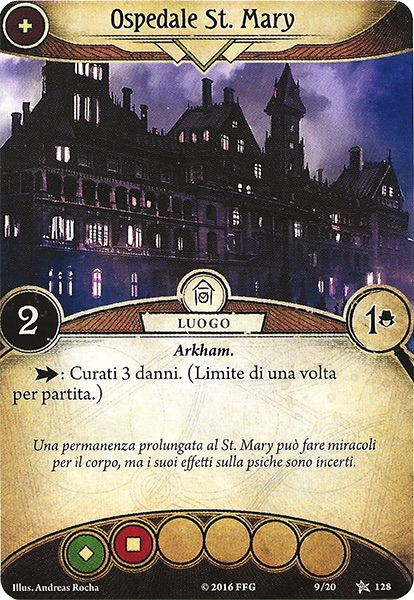 Ospedale St. Mary
2
LUOGO
1
Arkham.
: Curati 3 danni. (Limite di una volta
per partita.)
Una permanenza prolungata al St. Mary può fare miracoli
per il corpo, ma i suoi effetti sulla psiche sono incerti.
Illus. Andreas Rocha © 2016 FFG 9/20 128